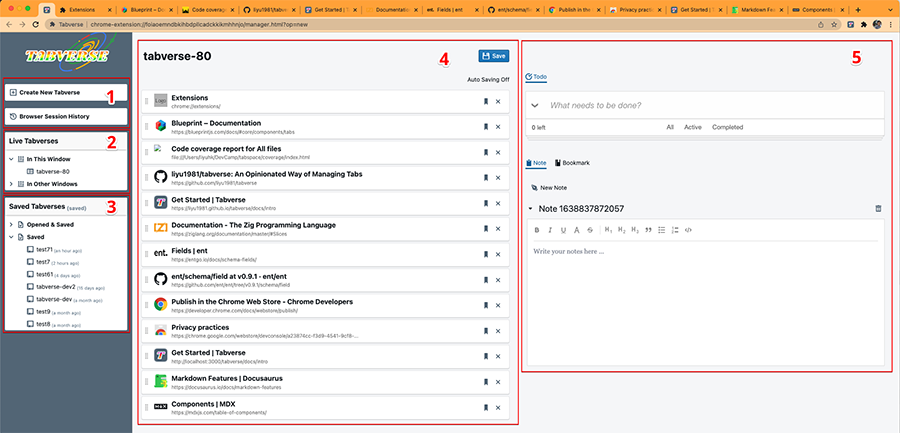 Extensions
Blueprint – Do
Code coverage
liyu1981/tabve
Get Started | T
Documentation
Fields | ent
ent/schema/fi
Publish in the
Privacy practic
Get Started | T
Markdown Fea
Components |
Tabverse | chrome-extension://
TABVERSE
Create New Tabverse
1
Browser Session History
Live Tabverses
2
In This Window
tabverse-80
In Other Windows
Saved Tabverses (saved)
3
Opened & Saved
Saved
test71 (an hour ago)
test7 (2 hours ago)
test61 (4 days ago)
tabverse-dev2 (15 days ago)
tabverse-dev (a month ago)
test9 (a month ago)
test8 (a month ago)
tabverse-80
4
Save
Auto Saving Off
Logo
Extensions
chrome://extensions/
Blueprint – Documentation
https://blueprintjs.com/docs/#core/components/tabs
Code coverage report for All files
file:///Users/liyuhk/DevCamp/tabspace/coverage/index.html
liyu1981/tabverse: An Opinionated Way of Managing Tabs
https://github.com/liyu1981/tabverse
Get Started | Tabverse
https://liyu1981.github.io/tabverse/docs/intro
Documentation - The Zig Programming Language
https://ziglang.org/documentation/master/#Slices
ent.
Fields | ent
https://entgo.io/docs/schema-fields/
ent/schema/field at v0.9.1 · ent/ent
https://github.com/ent/ent/tree/v0.9.1/schema/field
Publish in the Chrome Web Store - Chrome Developers
https://developer.chrome.com/docs/webstore/publish/
Privacy practices
https://chrome.google.com/webstore/devconsole/a23874cc-f3d9-4541-9cf8-...
Get Started | Tabverse
http://localhost:3000/tabverse/docs/intro
Markdown Features | Docusaurus
https://docusaurus.io/docs/markdown-features
MDX
Components | MDX
https://mdxjs.com/table-of-components/
5
Todo
What needs to be done?
0 left
All Active Completed
Note Bookmark
New Note
Note 1638837872057
B I U A S H1 H2 H3
Write your notes here ...